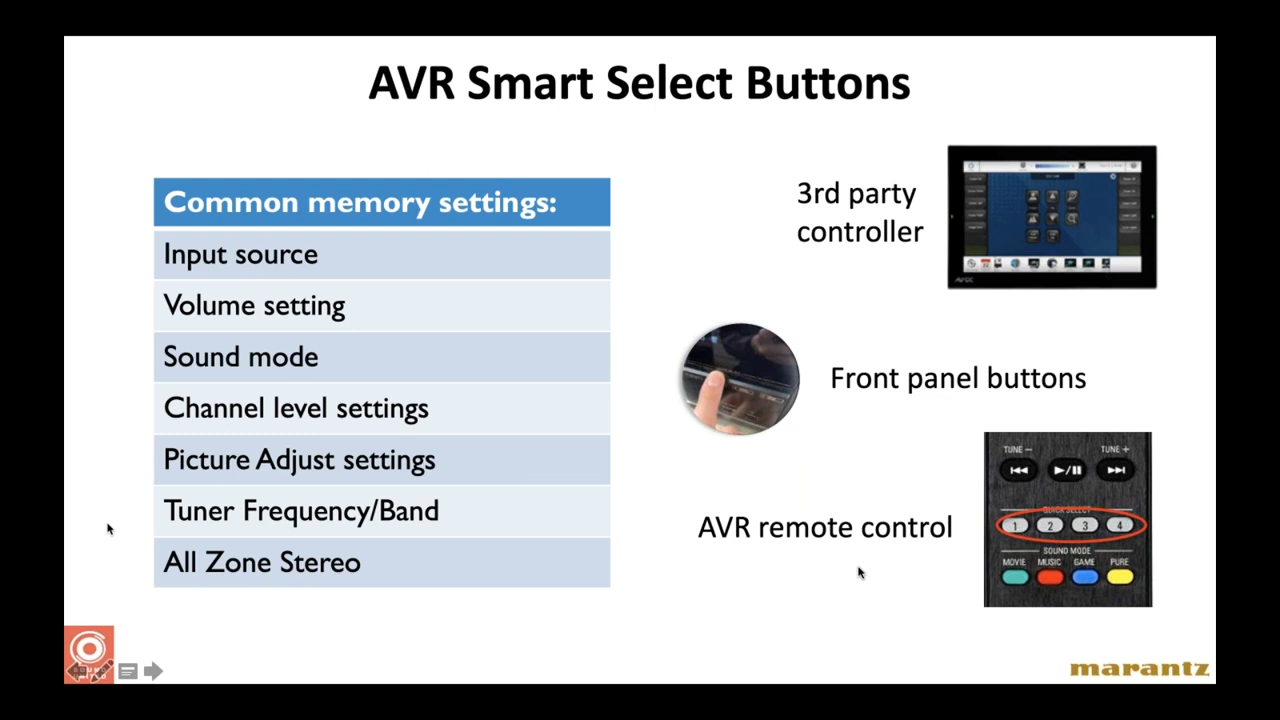 AVR Smart Select Buttons
Common memory settings:
Input source
Volume setting
Sound mode
Channel level settings
Picture Adjust settings
Tuner Frequency/Band
All Zone Stereo
3rd party
controller
Front panel buttons
AVR remote control
TUNE − TUNE +
QUICK SELECT
1 2 3 4
SOUND MODE
MOVIE MUSIC GAME PURE
marantz